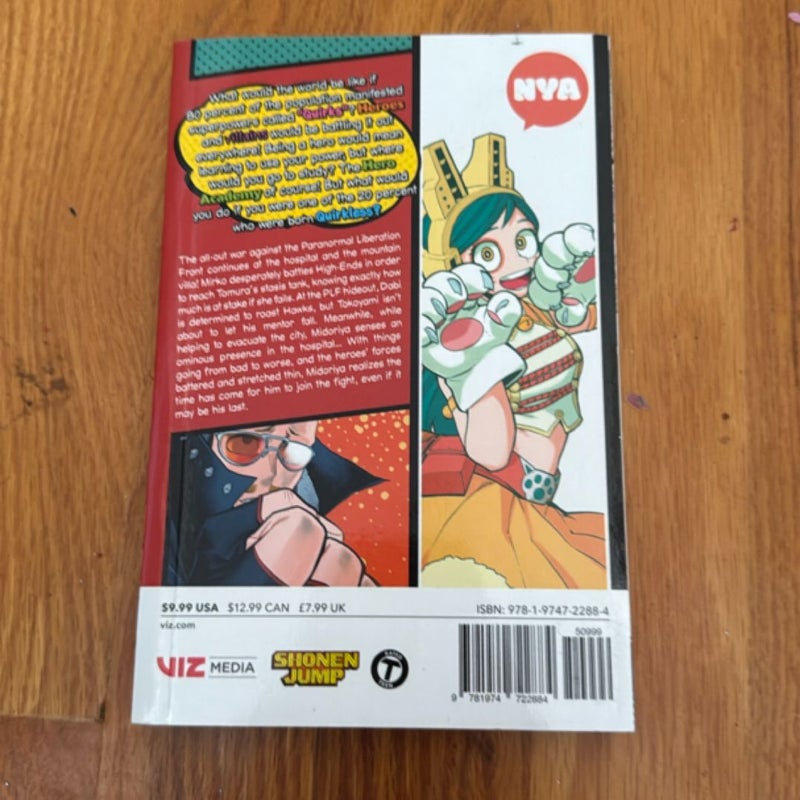 What would the world be like if
80 percent of the population manifested
superpowers called "Quirks"? Heroes
and villains would be battling it out
everywhere! Being a hero would mean
learning to use your power, but where
would you go to study? The Hero
Academy of course! But what would
you do if you were one of the 20 percent
who were born Quirkless?
The all-out war against the Paranormal Liberation
Front continues at the hospital and the mountain
villa! Mirko desperately battles High-Ends in order
to reach Tomura's stasis tank, knowing exactly how
much is at stake if she fails. At the PLF hideout, Dabi
is determined to roast Hawks, but Tokoyami isn't
about to let his mentor fall. Meanwhile, while
helping to evacuate the city, Midoriya senses an
ominous presence in the hospital... With things
going from bad to worse, and the heroes' forces
battered and stretched thin, Midoriya realizes the
time has come for him to join the fight, even if it
may be his last.
NYA
$9.99 USA $12.99 CAN £7.99 UK
viz.com
ISBN: 978-1-9747-2288-4
VIZ MEDIA
SHONEN
JUMP
RATED
T
TEEN
50999
9 781974 722884